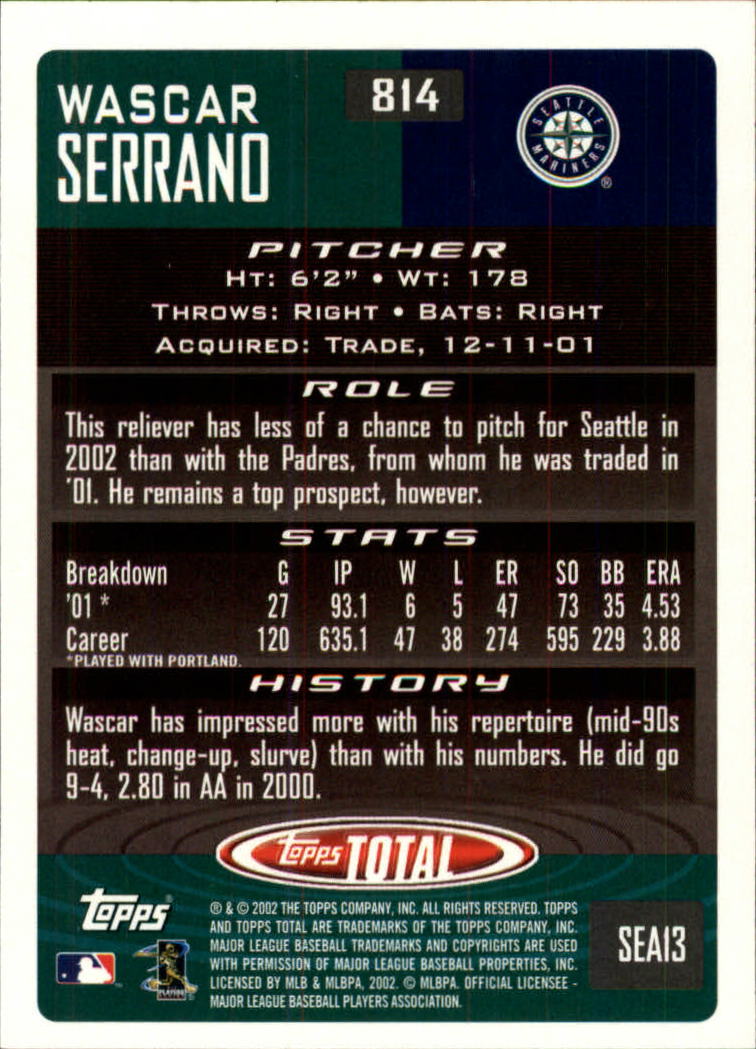 WASCAR
SERRANO
814
SEATTLE
MARINERS
®
PITCHER
HT: 6'2" • WT: 178
THROWS: RIGHT • BATS: RIGHT
ACQUIRED: TRADE, 12-11-01
ROLE
This reliever has less of a chance to pitch for Seattle in
2002 than with the Padres, from whom he was traded in
'01. He remains a top prospect, however.
STATS
Breakdown G IP W L ER SO BB ERA
'01 * 27 93.1 6 5 47 73 35 4.53
Career 120 635.1 47 38 274 595 229 3.88
*PLAYED WITH PORTLAND.
HISTORY
Wascar has impressed more with his repertoire (mid-90s
heat, change-up, slurve) than with his numbers. He did go
9-4, 2.80 in AA in 2000.
topps TOTAL
topps
® & © 2002 THE TOPPS COMPANY, INC. ALL RIGHTS RESERVED. TOPPS
AND TOPPS TOTAL ARE TRADEMARKS OF THE TOPPS COMPANY, INC.
MAJOR LEAGUE BASEBALL TRADEMARKS AND COPYRIGHTS ARE USED
WITH PERMISSION OF MAJOR LEAGUE BASEBALL PROPERTIES, INC.
LICENSED BY MLB & MLBPA, 2002. © MLBPA. OFFICIAL LICENSEE -
MAJOR LEAGUE BASEBALL PLAYERS ASSOCIATION.
SEA13